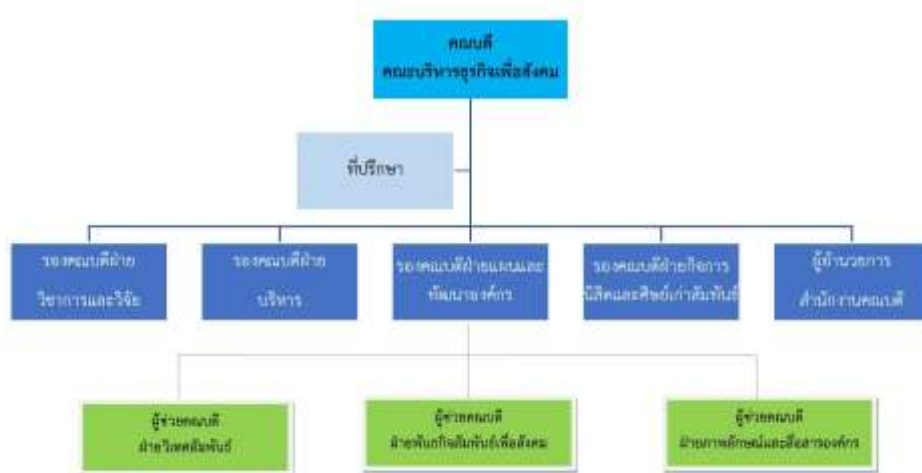 คณบดี
คณะบริหารธุรกิจเพื่อสังคม
ที่ปรึกษา
รองคณบดีฝ่าย
วิชาการและวิจัย
รองคณบดีฝ่าย
บริหาร
รองคณบดีฝ่ายแผนและ
พัฒนาองค์กร
รองคณบดีฝ่ายกิจการ
นิสิตและศิษย์เก่าสัมพันธ์
ผู้อำนวยการ
สำนักงานคณบดี
ผู้ช่วยคณบดี
ฝ่ายวิเทศสัมพันธ์
ผู้ช่วยคณบดี
ฝ่ายพันธกิจสัมพันธ์เพื่อสังคม
ผู้ช่วยคณบดี
ฝ่ายภาพลักษณ์และสื่อสารองค์กร